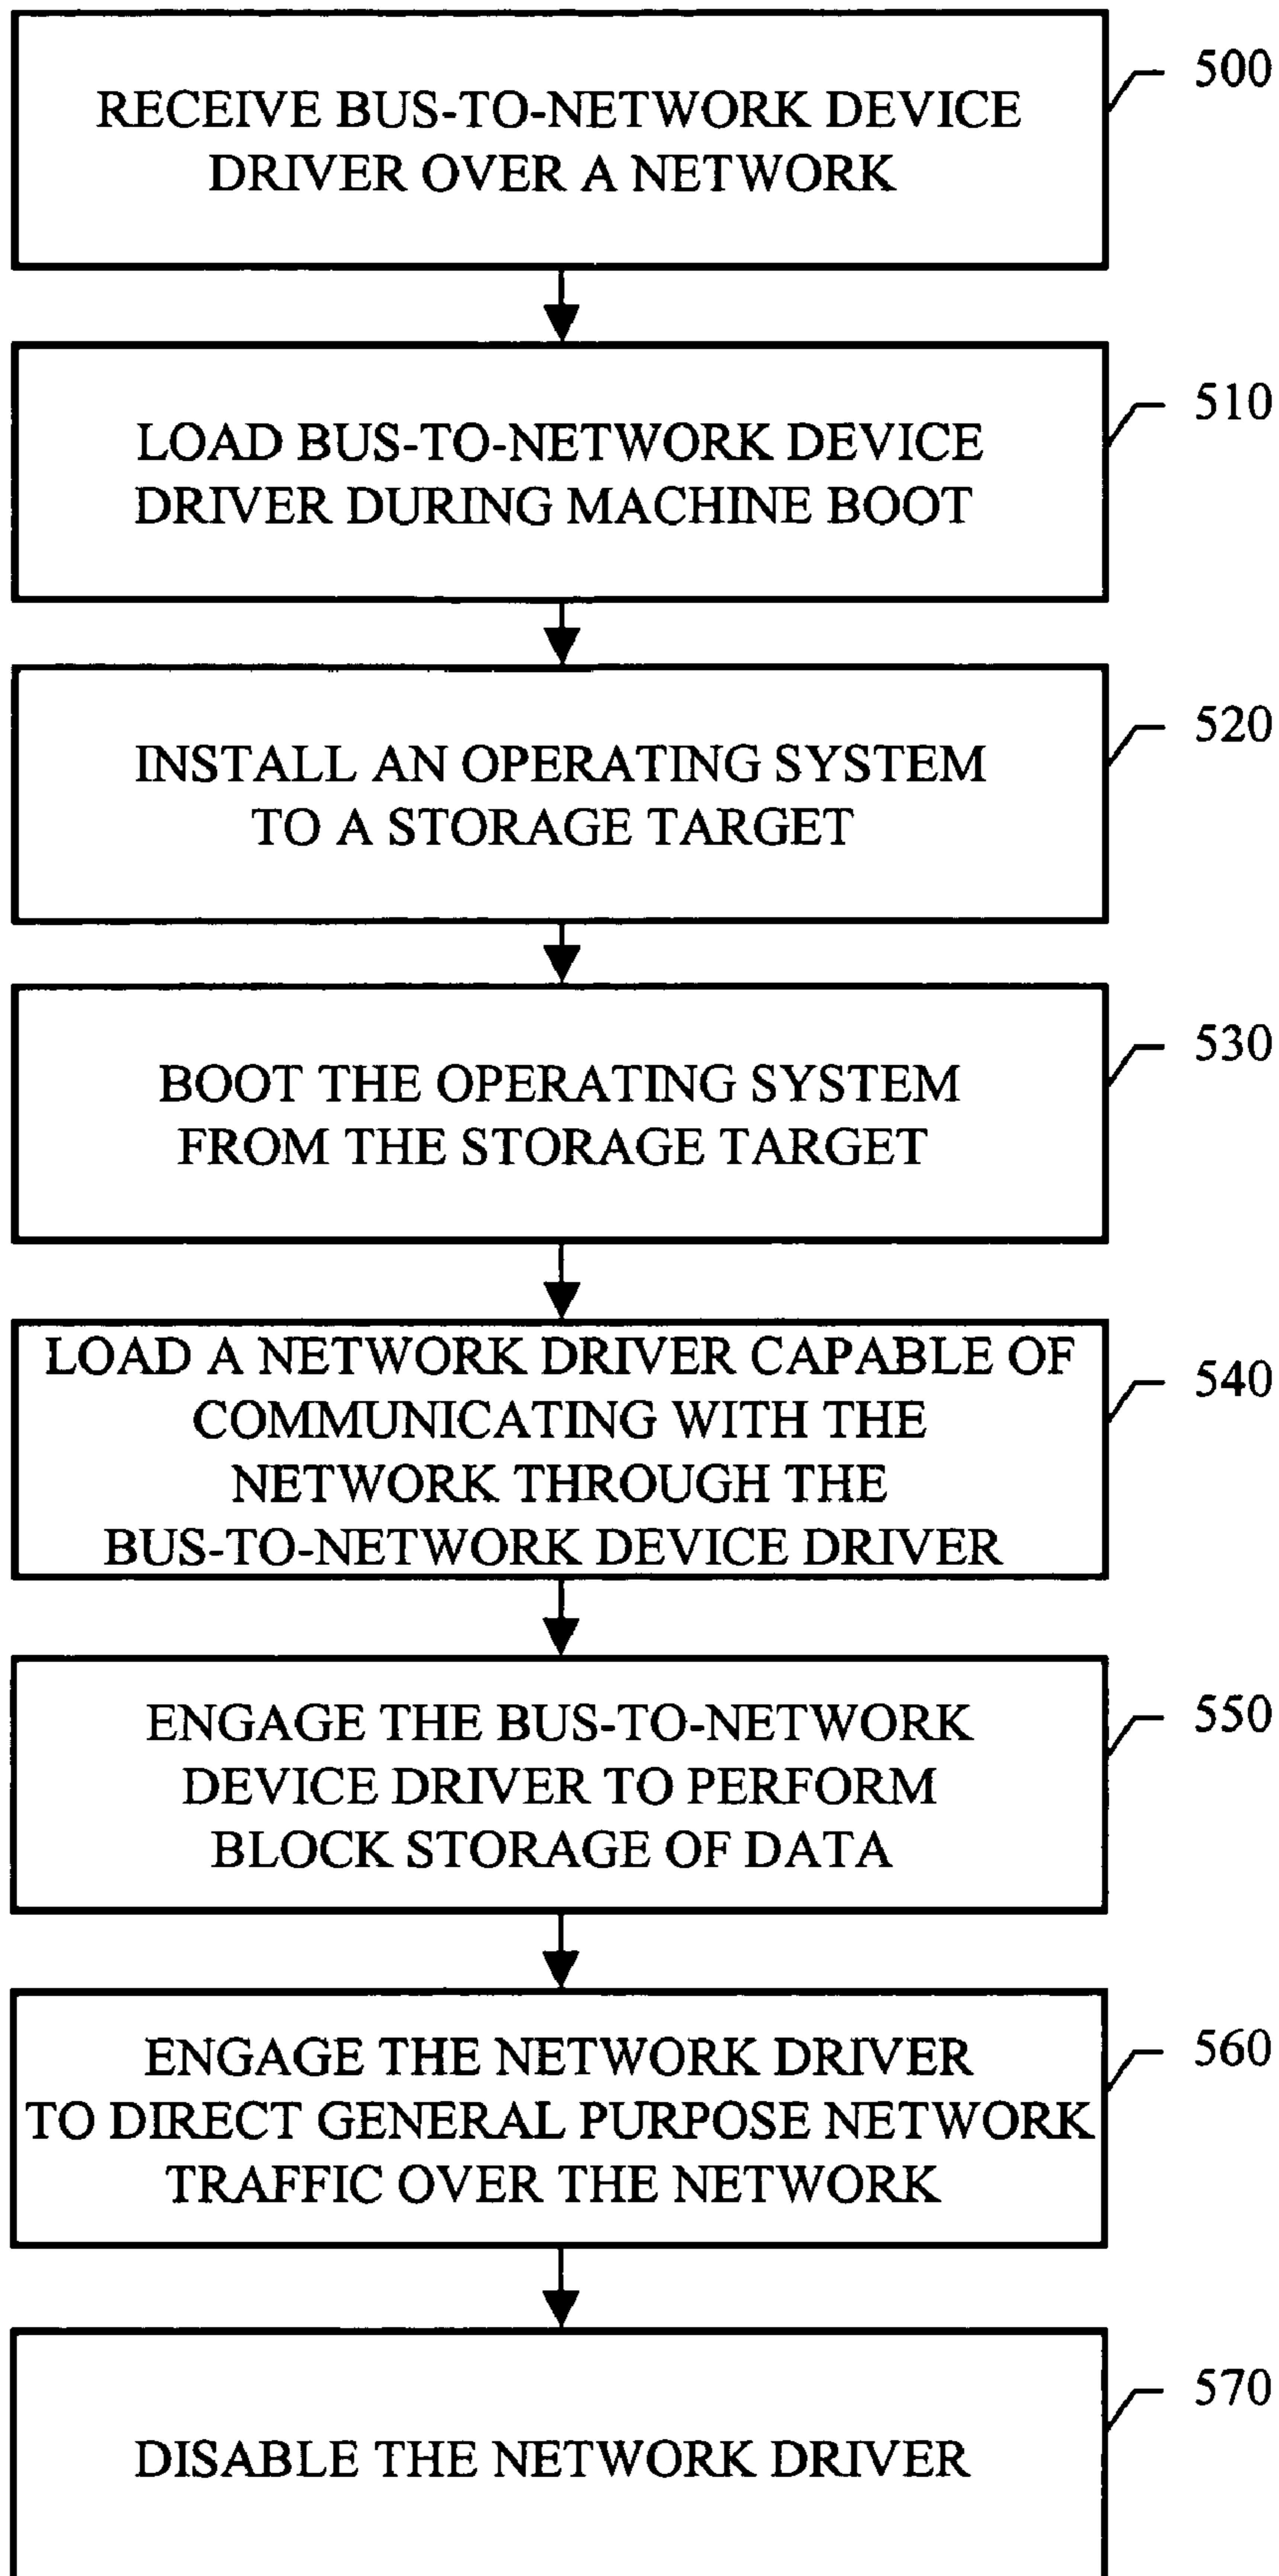 RECEIVE BUS-TO-NETWORK DEVICE
DRIVER OVER A NETWORK
500
LOAD BUS-TO-NETWORK DEVICE
DRIVER DURING MACHINE BOOT
510
INSTALL AN OPERATING SYSTEM
TO A STORAGE TARGET
520
BOOT THE OPERATING SYSTEM
FROM THE STORAGE TARGET
530
LOAD A NETWORK DRIVER CAPABLE OF
COMMUNICATING WITH THE
NETWORK THROUGH THE
BUS-TO-NETWORK DEVICE DRIVER
540
ENGAGE THE BUS-TO-NETWORK
DEVICE DRIVER TO PERFORM
BLOCK STORAGE OF DATA
550
ENGAGE THE NETWORK DRIVER
TO DIRECT GENERAL PURPOSE NETWORK
TRAFFIC OVER THE NETWORK
560
DISABLE THE NETWORK DRIVER
570